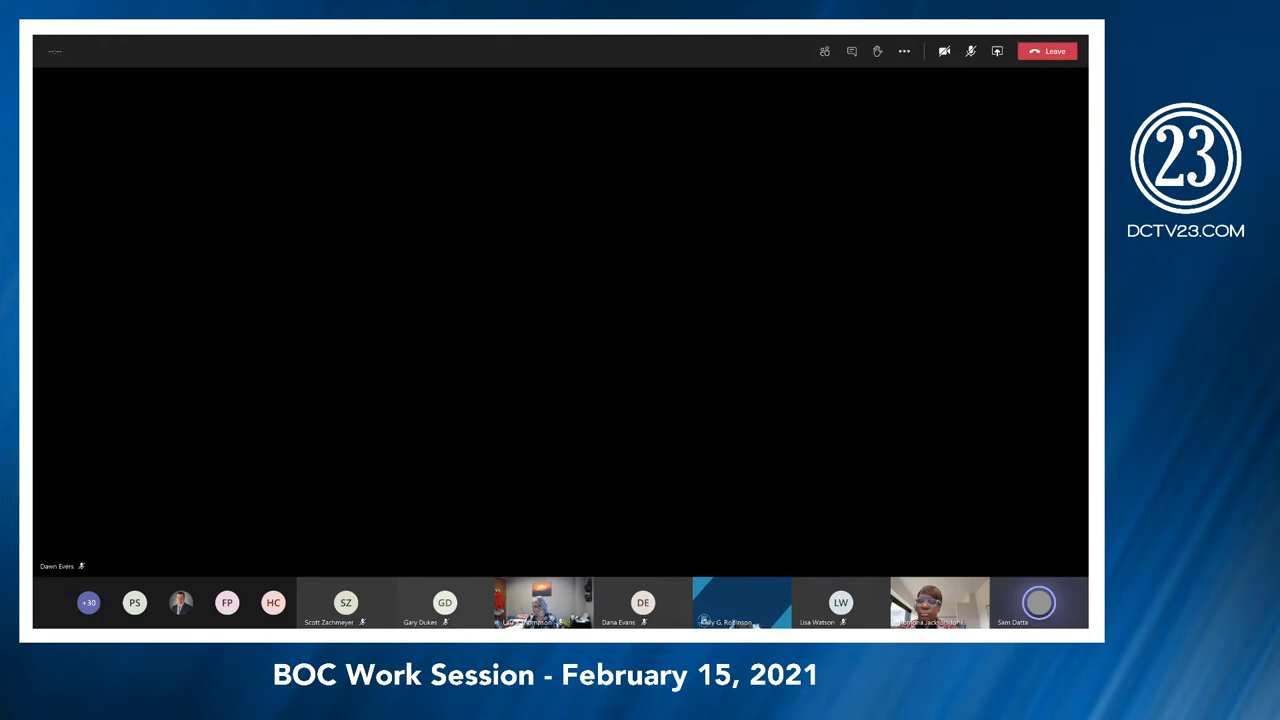 --:--
Leave
23
DCTV23.COM
Dawn Evers
+30
PS
FP
HC
SZ
GD
DE
LW
Scott Zachmeyer
Gary Dukes
Dana Evans
G. Robinson
Lisa Watson
Sam Datta
BOC Work Session - February 15, 2021